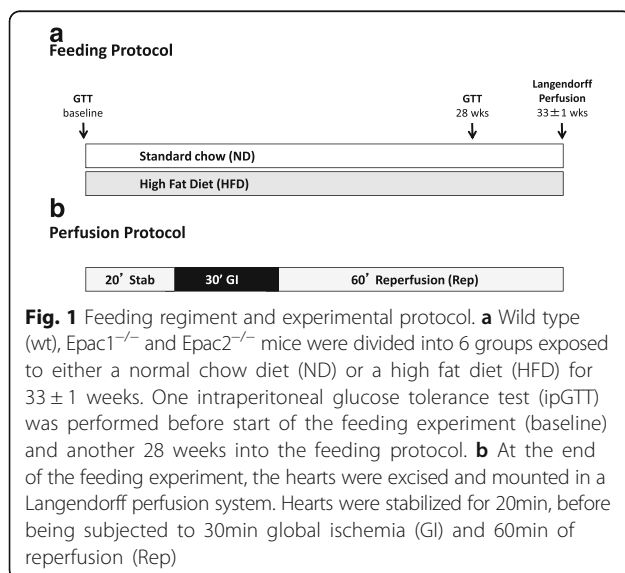 a
Feeding Protocol
GTT
baseline
GTT
28 wks
Langendorff
Perfusion
33±1 wks
Standard chow (ND)
High Fat Diet (HFD)
b
Perfusion Protocol
20’ Stab
30’ GI
60’ Reperfusion (Rep)
Fig. 1 Feeding regiment and experimental protocol. a Wild type
(wt), Epac1−/− and Epac2−/− mice were divided into 6 groups exposed
to either a normal chow diet (ND) or a high fat diet (HFD) for
33 ± 1 weeks. One intraperitoneal glucose tolerance test (ipGTT)
was performed before start of the feeding experiment (baseline)
and another 28 weeks into the feeding protocol. b At the end
of the feeding experiment, the hearts were excised and mounted in a
Langendorff perfusion system. Hearts were stabilized for 20min, before
being subjected to 30min global ischemia (GI) and 60min of
reperfusion (Rep)